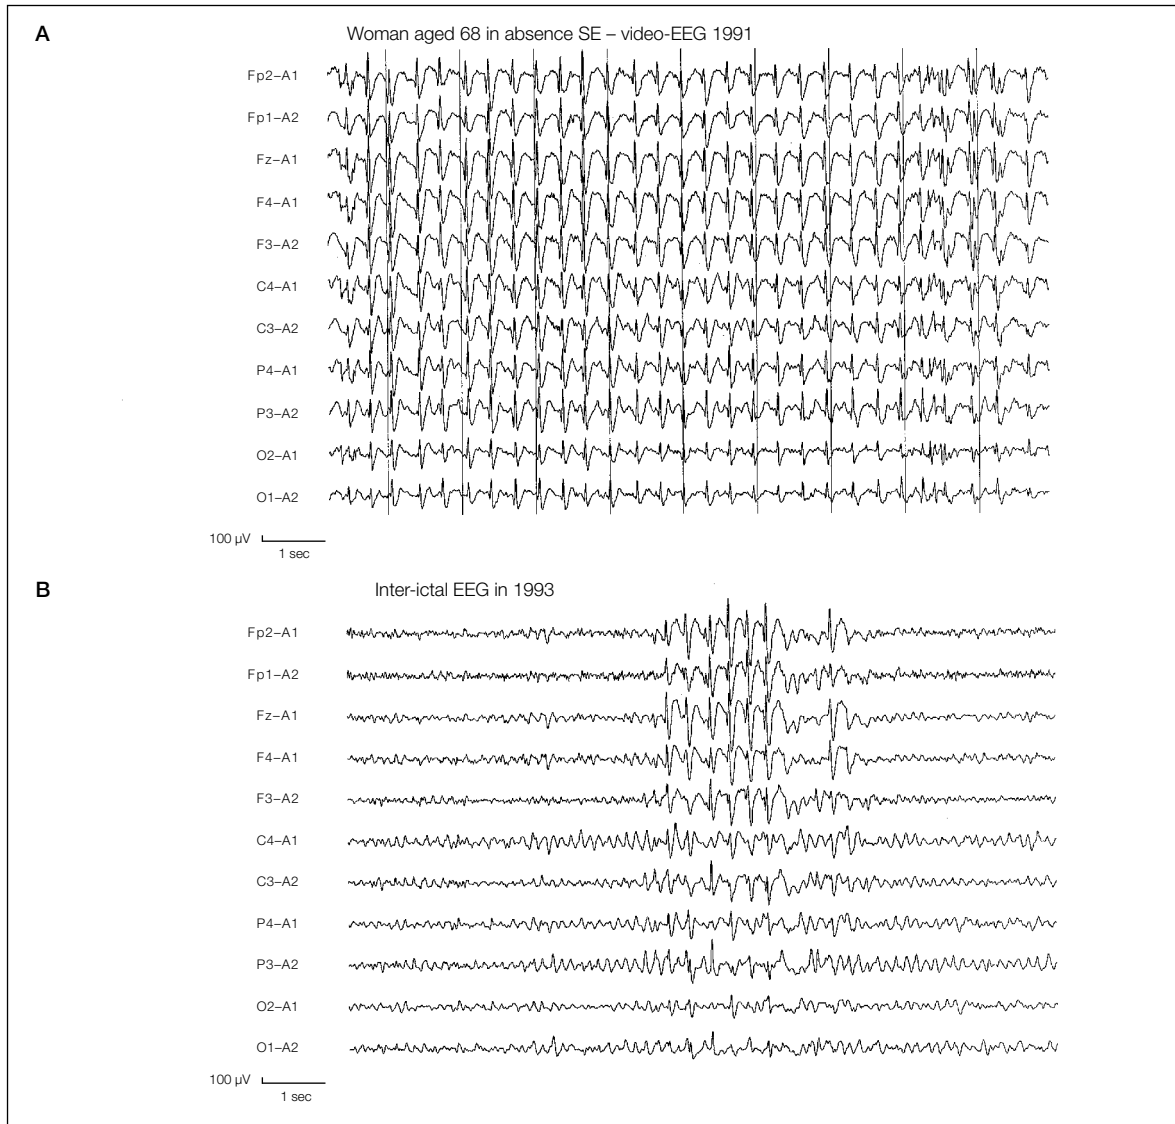 A
Woman aged 68 in absence SE – video-EEG 1991
Fp2–A1
Fp1–A2
Fz–A1
F4–A1
F3–A2
C4–A1
C3–A2
P4–A1
P3–A2
O2–A1
O1–A2
100 µV
1 sec
B
Inter-ictal EEG in 1993
Fp2–A1
Fp1–A2
Fz–A1
F4–A1
F3–A2
C4–A1
C3–A2
P4–A1
P3–A2
O2–A1
O1–A2
100 µV
1 sec